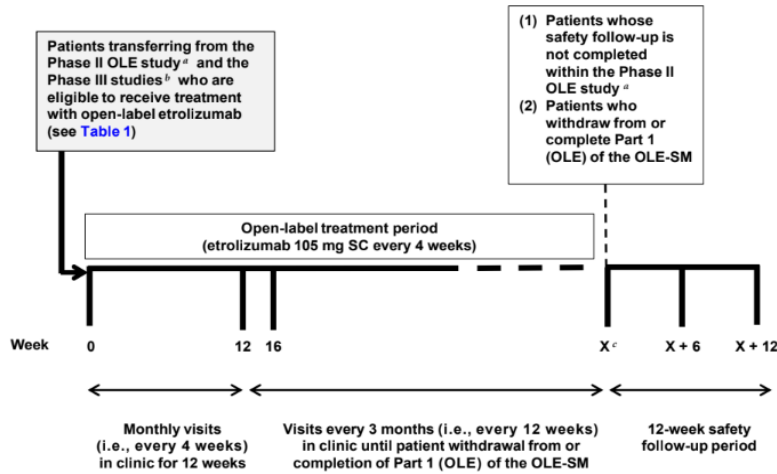 Patients transferring from the
Phase II OLE study a and the
Phase III studies b who are
eligible to receive treatment
with open-label etrolizumab
(see Table 1)
(1) Patients whose
safety follow-up is
not completed
within the Phase II
OLE study a
(2) Patients who
withdraw from or
complete Part 1
(OLE) of the OLE-SM
Open-label treatment period
(etrolizumab 105 mg SC every 4 weeks)
Week 0 12 16 X c X + 6 X + 12
Monthly visits
(i.e., every 4 weeks)
in clinic for 12 weeks
Visits every 3 months (i.e., every 12 weeks)
in clinic until patient withdrawal from or
completion of Part 1 (OLE) of the OLE-SM
12-week safety
follow-up period